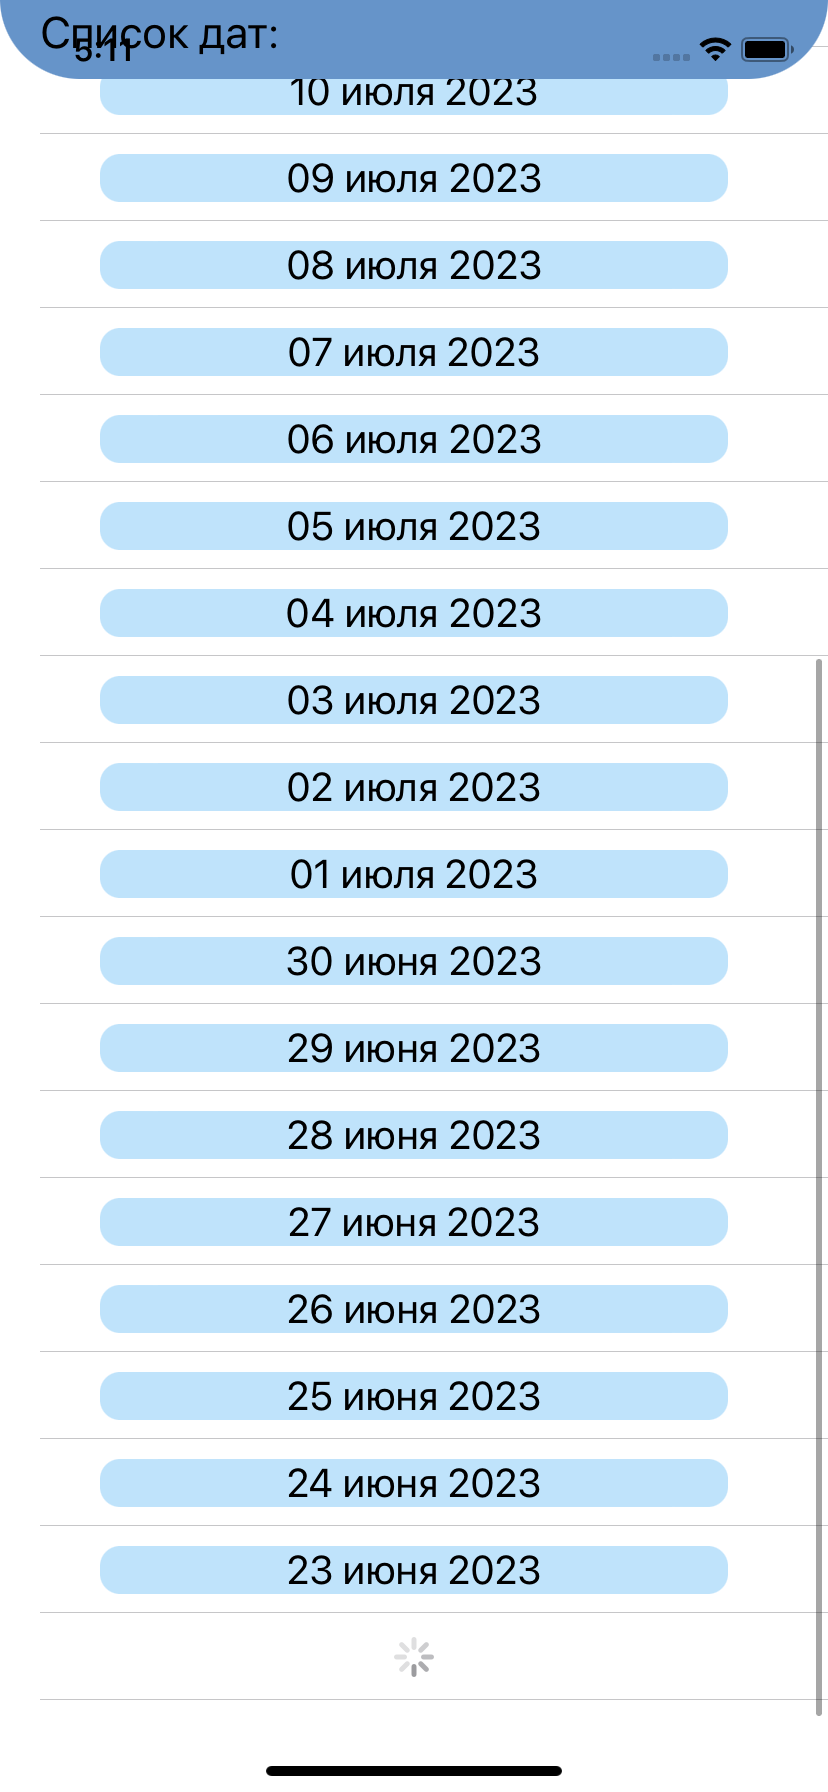 Список дат:
5:11
10 июля 2023
09 июля 2023
08 июля 2023
07 июля 2023
06 июля 2023
05 июля 2023
04 июля 2023
03 июля 2023
02 июля 2023
01 июля 2023
30 июня 2023
29 июня 2023
28 июня 2023
27 июня 2023
26 июня 2023
25 июня 2023
24 июня 2023
23 июня 2023